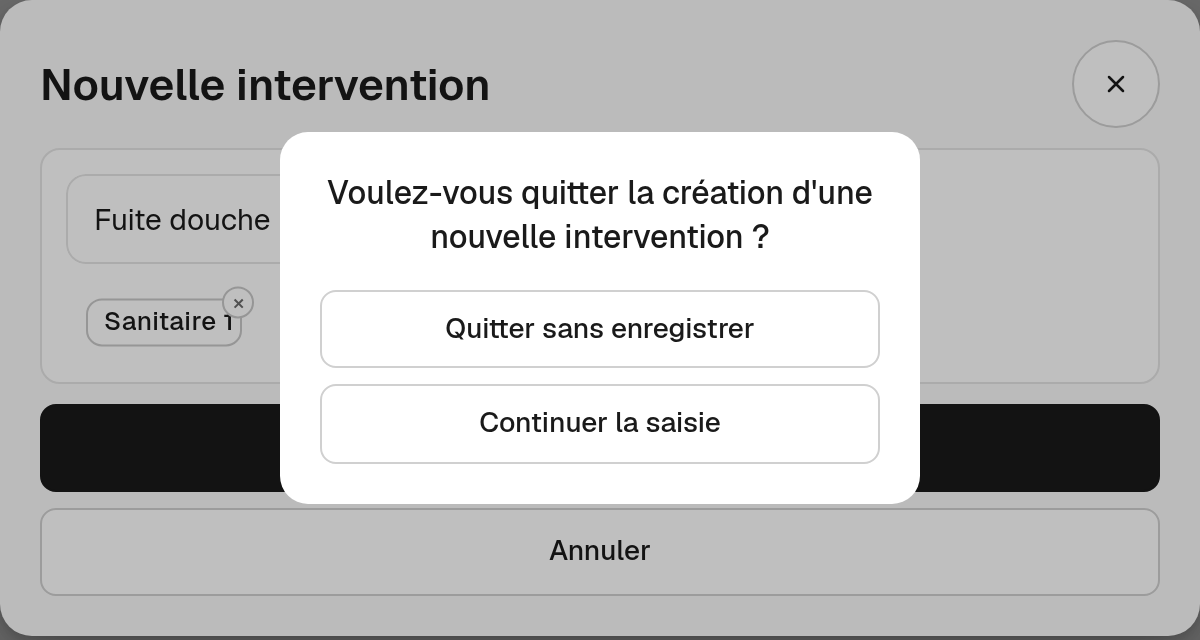 Nouvelle intervention
Voulez-vous quitter la création d'une
nouvelle intervention ?
Fuite douche
Sanitaire 1
Quitter sans enregistrer
Continuer la saisie
Annuler